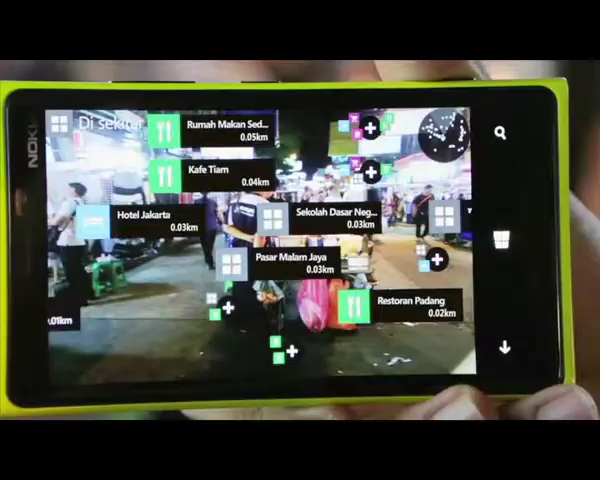 NOKIA
Di sekitar
Rumah Makan Sed...
0.05km
Kafe Tiam
0.04km
Hotel Jakarta
0.03km
Sekolah Dasar Neg...
0.03km
Pasar Malam Jaya
0.03km
Restoran Padang
0.02km
0.01km